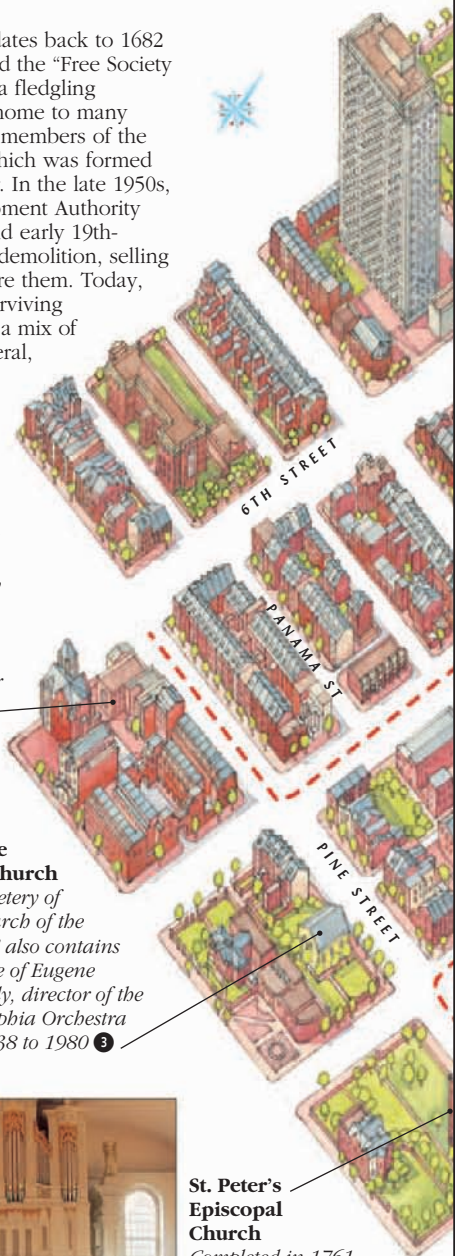 dates back to 1682
d the “Free Society
a fledgling
home to many
members of the
hich was formed
. In the late 1950s,
pment Authority
d early 19th-
demolition, selling
re them. Today,
rviving
a mix of
eral,
6TH STREET
PANAMA ST
PINE STREET
e
hurch
etery of
urch of the
also contains
e of Eugene
ly, director of the
phia Orchestra
38 to 1980 3
St. Peter’s
Episcopal
Church
Completed in 1761